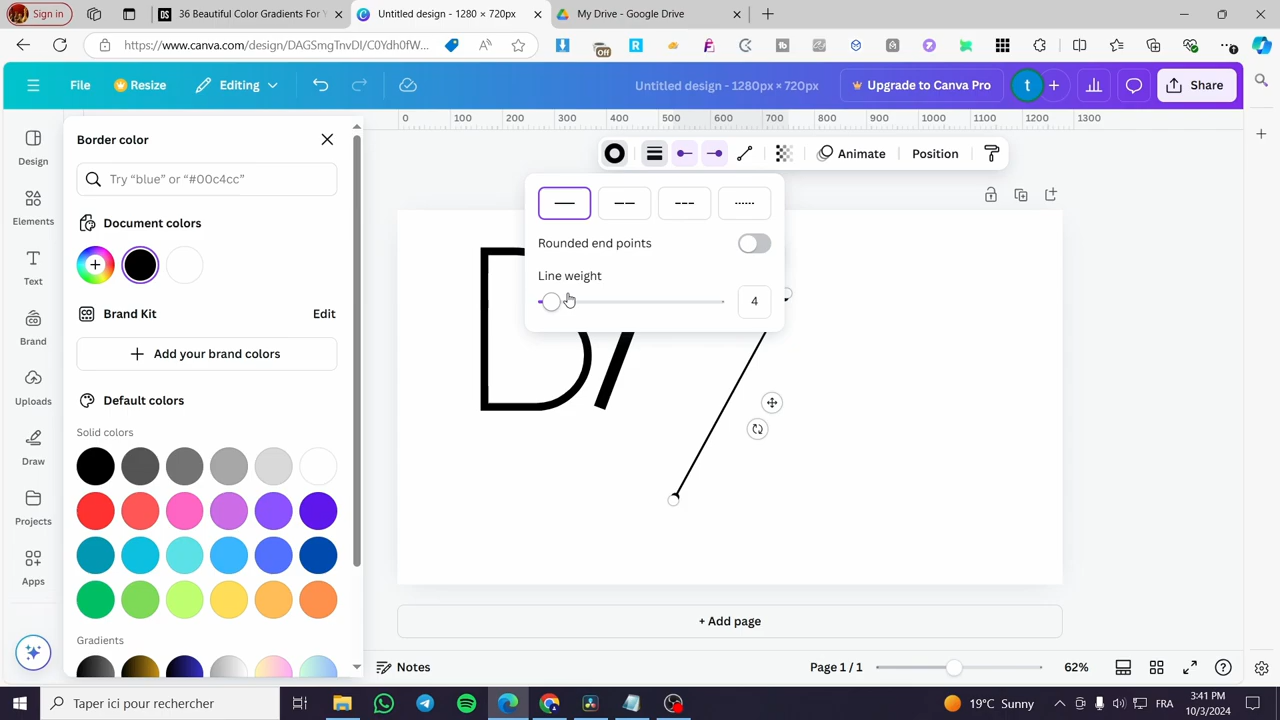 Sign in
36 Beautiful Color Gradients For Y
Untitled design - 1280 × 720px
My Drive - Google Drive
https://www.canva.com/design/DAGSmgTnvDI/C0Ydh0fW...
Off
File
Resize
Editing
Untitled design - 1280px × 720px
Upgrade to Canva Pro
t
Share
0 100 200 300 400 500 600 700 800 900 1000 1100 1200 1300
Border color
Animate
Position
Try “blue” or “#00c4cc”
Design
Elements
Text
Brand
Uploads
Draw
Projects
Apps
Document colors
Rounded end points
Line weight
4
D/
Brand Kit
Edit
Add your brand colors
Default colors
Solid colors
Gradients
+ Add page
Notes
Page 1 / 1
62%
Taper ici pour rechercher
19°C Sunny
FRA
3:41 PM
10/3/2024